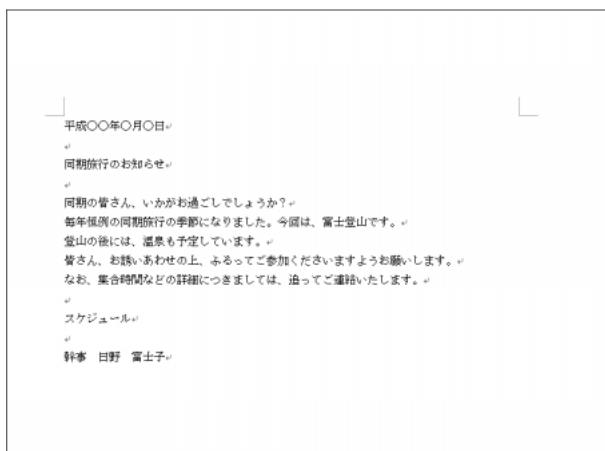 平成〇〇年〇月〇日
同期旅行のお知らせ
同期の皆さん、いかがお過ごしでしょうか？
毎年恒例の同期旅行の季節になりました。今回は、富士登山です。
登山の後には、温泉も予定しています。
皆さん、お誘いあわせの上、ふるってご参加くださいますようお願いします。
なお、集合時間などの詳細につきましては、追ってご連絡いたします。
スケジュール
幹事　日野　富士子